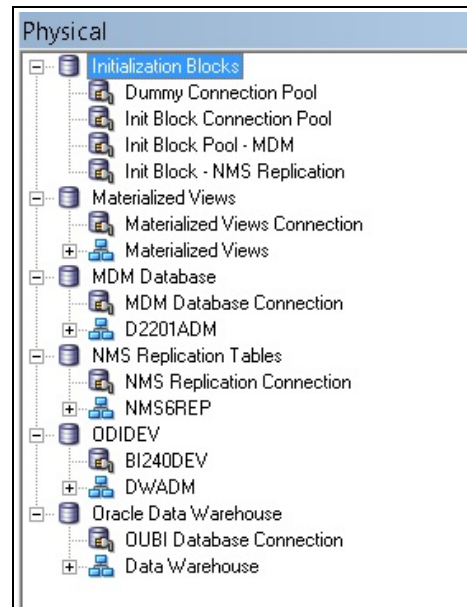 Physical
Initialization Blocks
Dummy Connection Pool
Init Block Connection Pool
Init Block Pool - MDM
Init Block - NMS Replication
Materialized Views
Materialized Views Connection
Materialized Views
MDM Database
MDM Database Connection
D2201ADM
NMS Replication Tables
NMS Replication Connection
NMS6REP
ODIDEV
BI240DEV
DWADM
Oracle Data Warehouse
OUBI Database Connection
Data Warehouse